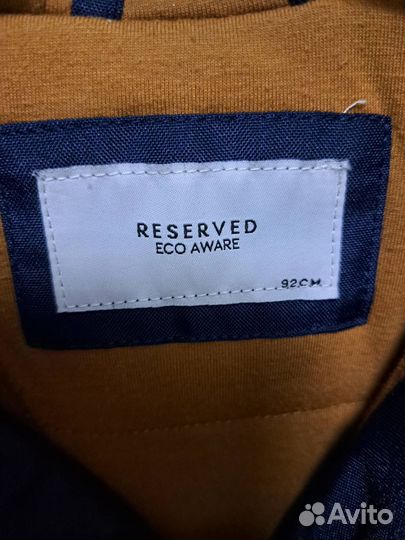 RESERVED
ECO AWARE
92CM
Avito